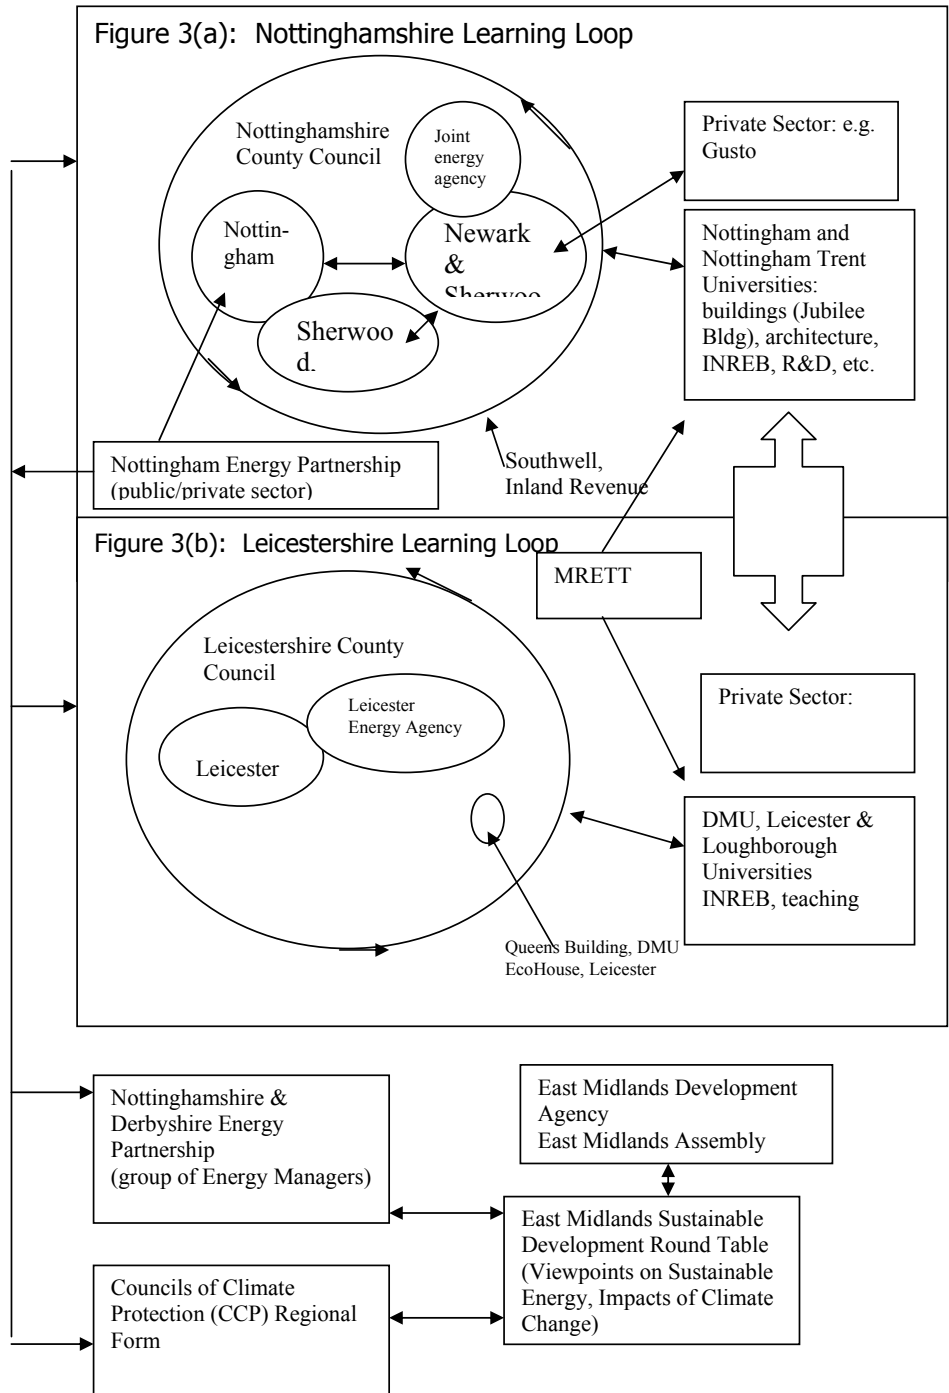 Figure 3(a):  Nottinghamshire Learning Loop
Nottinghamshire
County Council
Joint
energy
agency
Private Sector: e.g.
Gusto
Nottin-
gham
Newark
&
Sherwoo
Sherwoo
d.
Nottingham and
Nottingham Trent
Universities:
buildings (Jubilee
Bldg), architecture,
INREB, R&D, etc.
Nottingham Energy Partnership
(public/private sector)
Southwell,
Inland Revenue
Figure 3(b):  Leicestershire Learning Loop
MRETT
Leicestershire County
Council
Leicester
Energy Agency
Leicester
Private Sector:
DMU, Leicester &
Loughborough
Universities
INREB, teaching
Queens Building, DMU
EcoHouse, Leicester
Nottinghamshire &
Derbyshire Energy
Partnership
(group of Energy Managers)
East Midlands Development
Agency
East Midlands Assembly
East Midlands Sustainable
Development Round Table
(Viewpoints on Sustainable
Energy, Impacts of Climate
Change)
Councils of Climate
Protection (CCP) Regional
Form